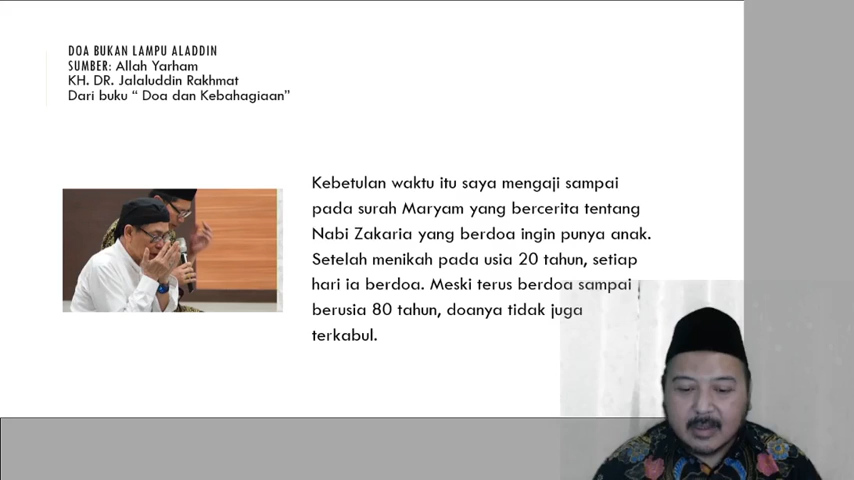 DOA BUKAN LAMPU ALADDIN
SUMBER: Allah Yarham
KH. DR. Jalaluddin Rakhmat
Dari buku “ Doa dan Kebahagiaan”
Kebetulan waktu itu saya mengaji sampai
pada surah Maryam yang bercerita tentang
Nabi Zakaria yang berdoa ingin punya anak.
Setelah menikah pada usia 20 tahun, setiap
hari ia berdoa. Meski terus berdoa sampai
berusia 80 tahun, doanya tidak juga
terkabul.